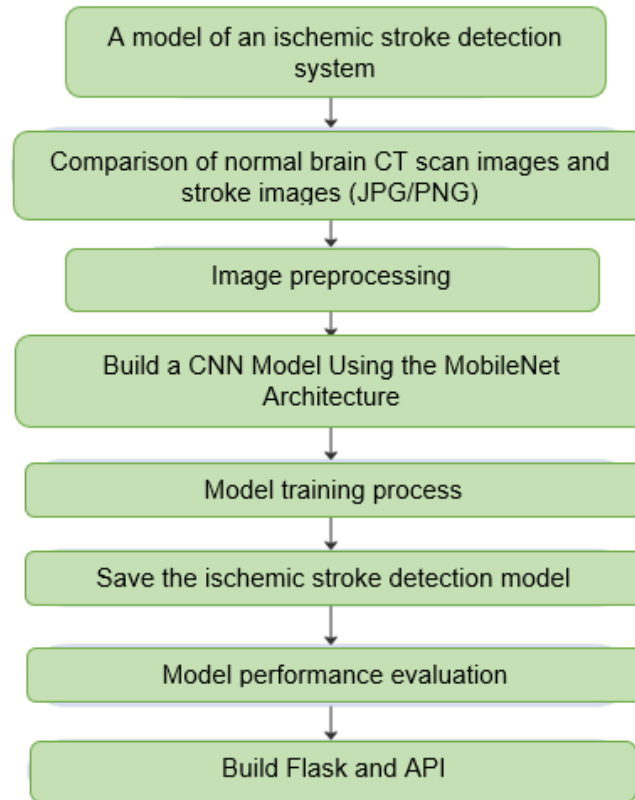 A model of an ischemic stroke detection
system
Comparison of normal brain CT scan images and
stroke images (JPG/PNG)
Image preprocessing
Build a CNN Model Using the MobileNet
Architecture
Model training process
Save the ischemic stroke detection model
Model performance evaluation
Build Flask and API